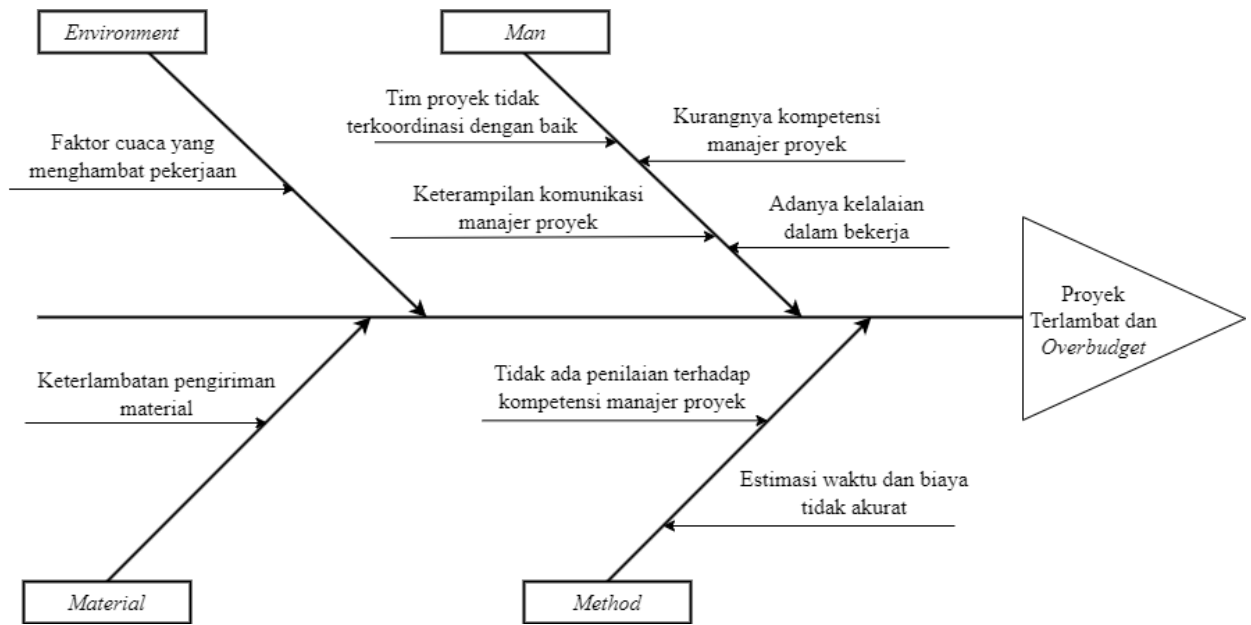 Environment
Man
Tim proyek tidak
terkoordinasi dengan baik
Kurangnya kompetensi
manajer proyek
Faktor cuaca yang
menghambat pekerjaan
Keterampilan komunikasi
manajer proyek
Adanya kelalaian
dalam bekerja
Proyek
Terlambat dan
Overbudget
Keterlambatan pengiriman
material
Tidak ada penilaian terhadap
kompetensi manajer proyek
Estimasi waktu dan biaya
tidak akurat
Material
Method